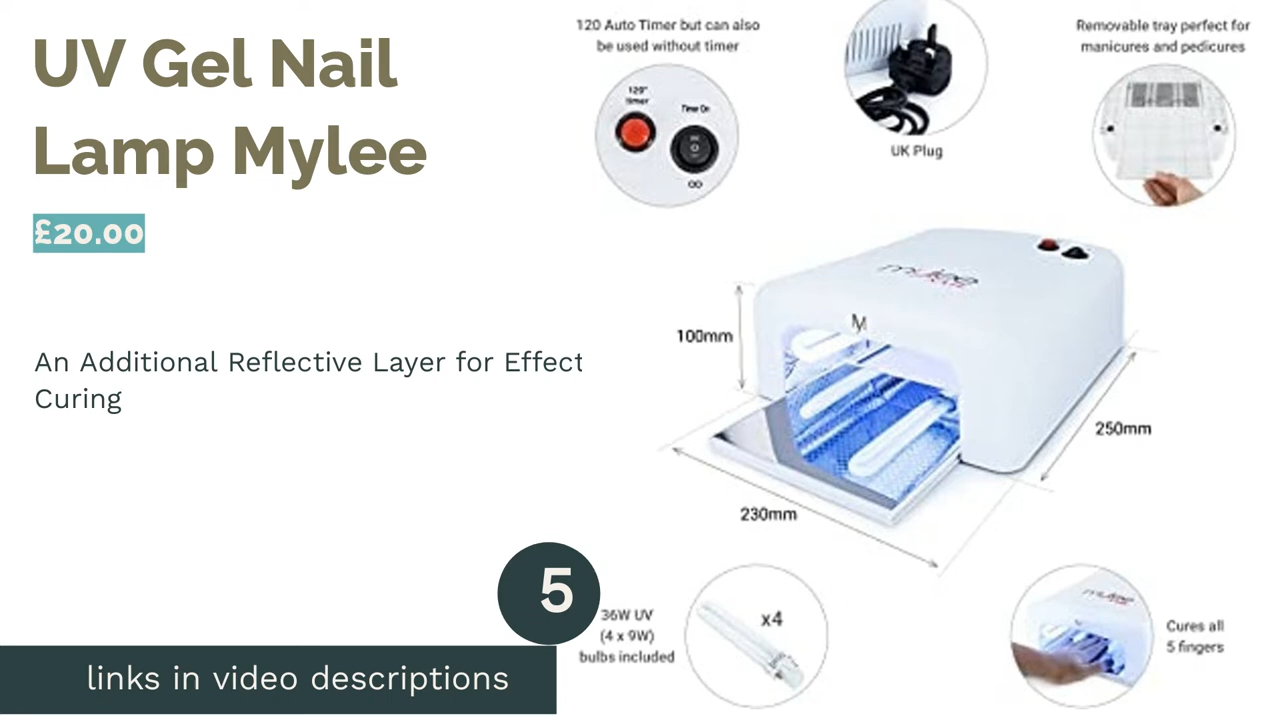 UV Gel Nail
Lamp Mylee
£20.00
An Additional Reflective Layer for Effect
Curing
5
links in video descriptions
120 Auto Timer but can also
be used without timer
120"
timer
Time On
UK Plug
Removable tray perfect for
manicures and pedicures
mylee
100mm
250mm
230mm
36W UV
(4 x 9W)
bulbs included
x4
mylee
Cures all
5 fingers